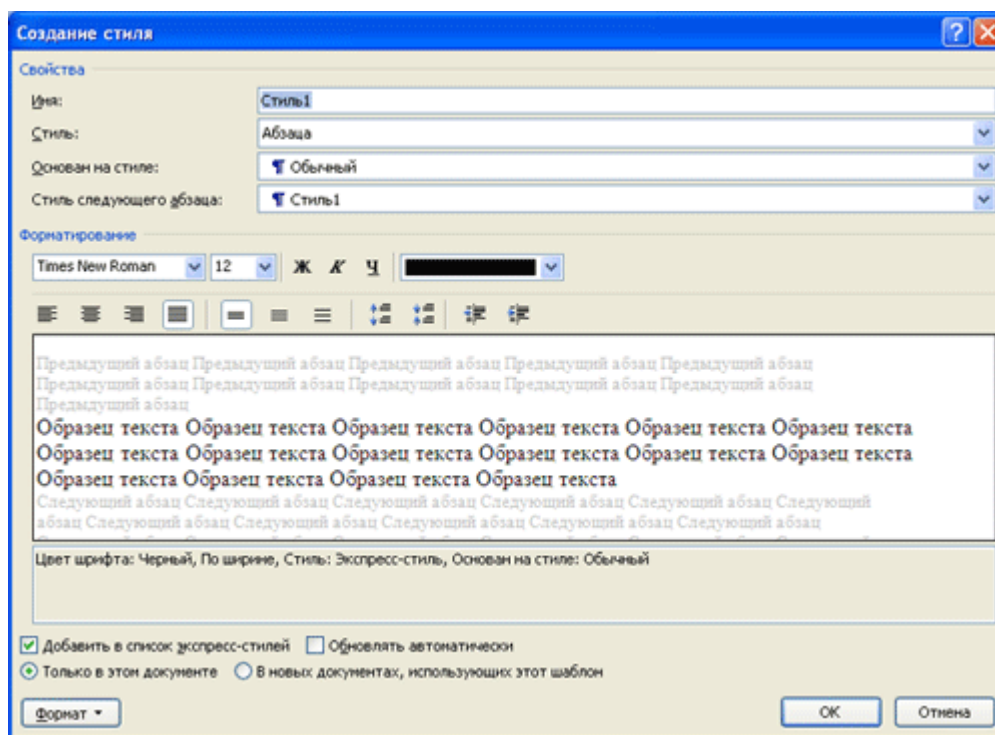 Создание стиля
Свойства
Имя: Стиль1
Стиль: Абзаца
Основан на стиле: ¶ Обычный
Стиль следующего абзаца: ¶ Стиль1
Форматирование
Times New Roman 12 Ж К Ч
Предыдущий абзац Предыдущий абзац Предыдущий абзац Предыдущий абзац Предыдущий абзац
Предыдущий абзац Предыдущий абзац Предыдущий абзац Предыдущий абзац Предыдущий абзац
Предыдущий абзац
Образец текста Образец текста Образец текста Образец текста Образец текста Образец текста
Образец текста Образец текста Образец текста Образец текста Образец текста Образец текста
Образец текста Образец текста Образец текста Образец текста
Следующий абзац Следующий абзац Следующий абзац Следующий абзац Следующий абзац Следующий
абзац Следующий абзац Следующий абзац Следующий абзац Следующий абзац Следующий абзац
Цвет шрифта: Черный, По ширине, Стиль: Экспресс-стиль, Основан на стиле: Обычный
Добавить в список экспресс-стилей Обновлять автоматически
Только в этом документе В новых документах, использующих этот шаблон
Формат OK Отмена